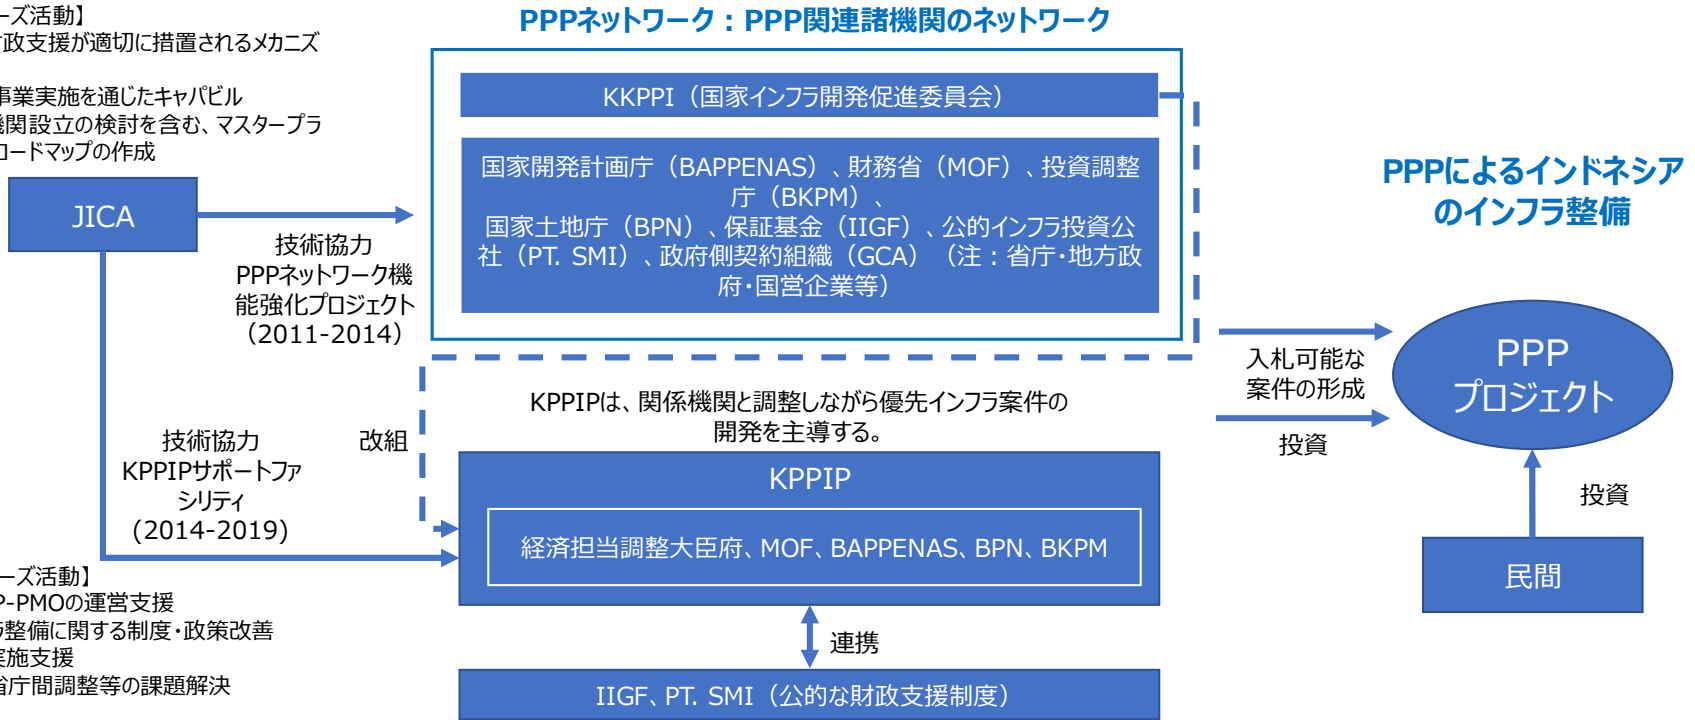 ーズ活動】
政支援が適切に措置されるメカニズ
事業実施を通じたキャパビル
機関設立の検討を含む、マスタープラ
ロードマップの作成
PPPネットワーク：PPP関連諸機関のネットワーク
KKPPI（国家インフラ開発促進委員会）
国家開発計画庁（BAPPENAS）、財務省（MOF）、投資調整
庁（BKPM）、
国家土地庁（BPN）、保証基金（IIGF）、公的インフラ投資公
社（PT. SMI）、政府側契約組織（GCA）（注：省庁・地方政
府・国営企業等）
JICA
技術協力
PPPネットワーク機
能強化プロジェクト
（2011-2014）
PPPによるインドネシア
のインフラ整備
入札可能な
案件の形成
投資
PPP
プロジェクト
投資
民間
KPPIPは、関係機関と調整しながら優先インフラ案件の
開発を主導する。
改組
技術協力
KPPIPサポートファ
シリティ
(2014-2019)
KPPIP
経済担当調整大臣府、MOF、BAPPENAS、BPN、BKPM
連携
IIGF、PT. SMI（公的な財政支援制度）
ーズ活動】
P-PMOの運営支援
ラ整備に関する制度・政策改善
実施支援
省庁間調整等の課題解決